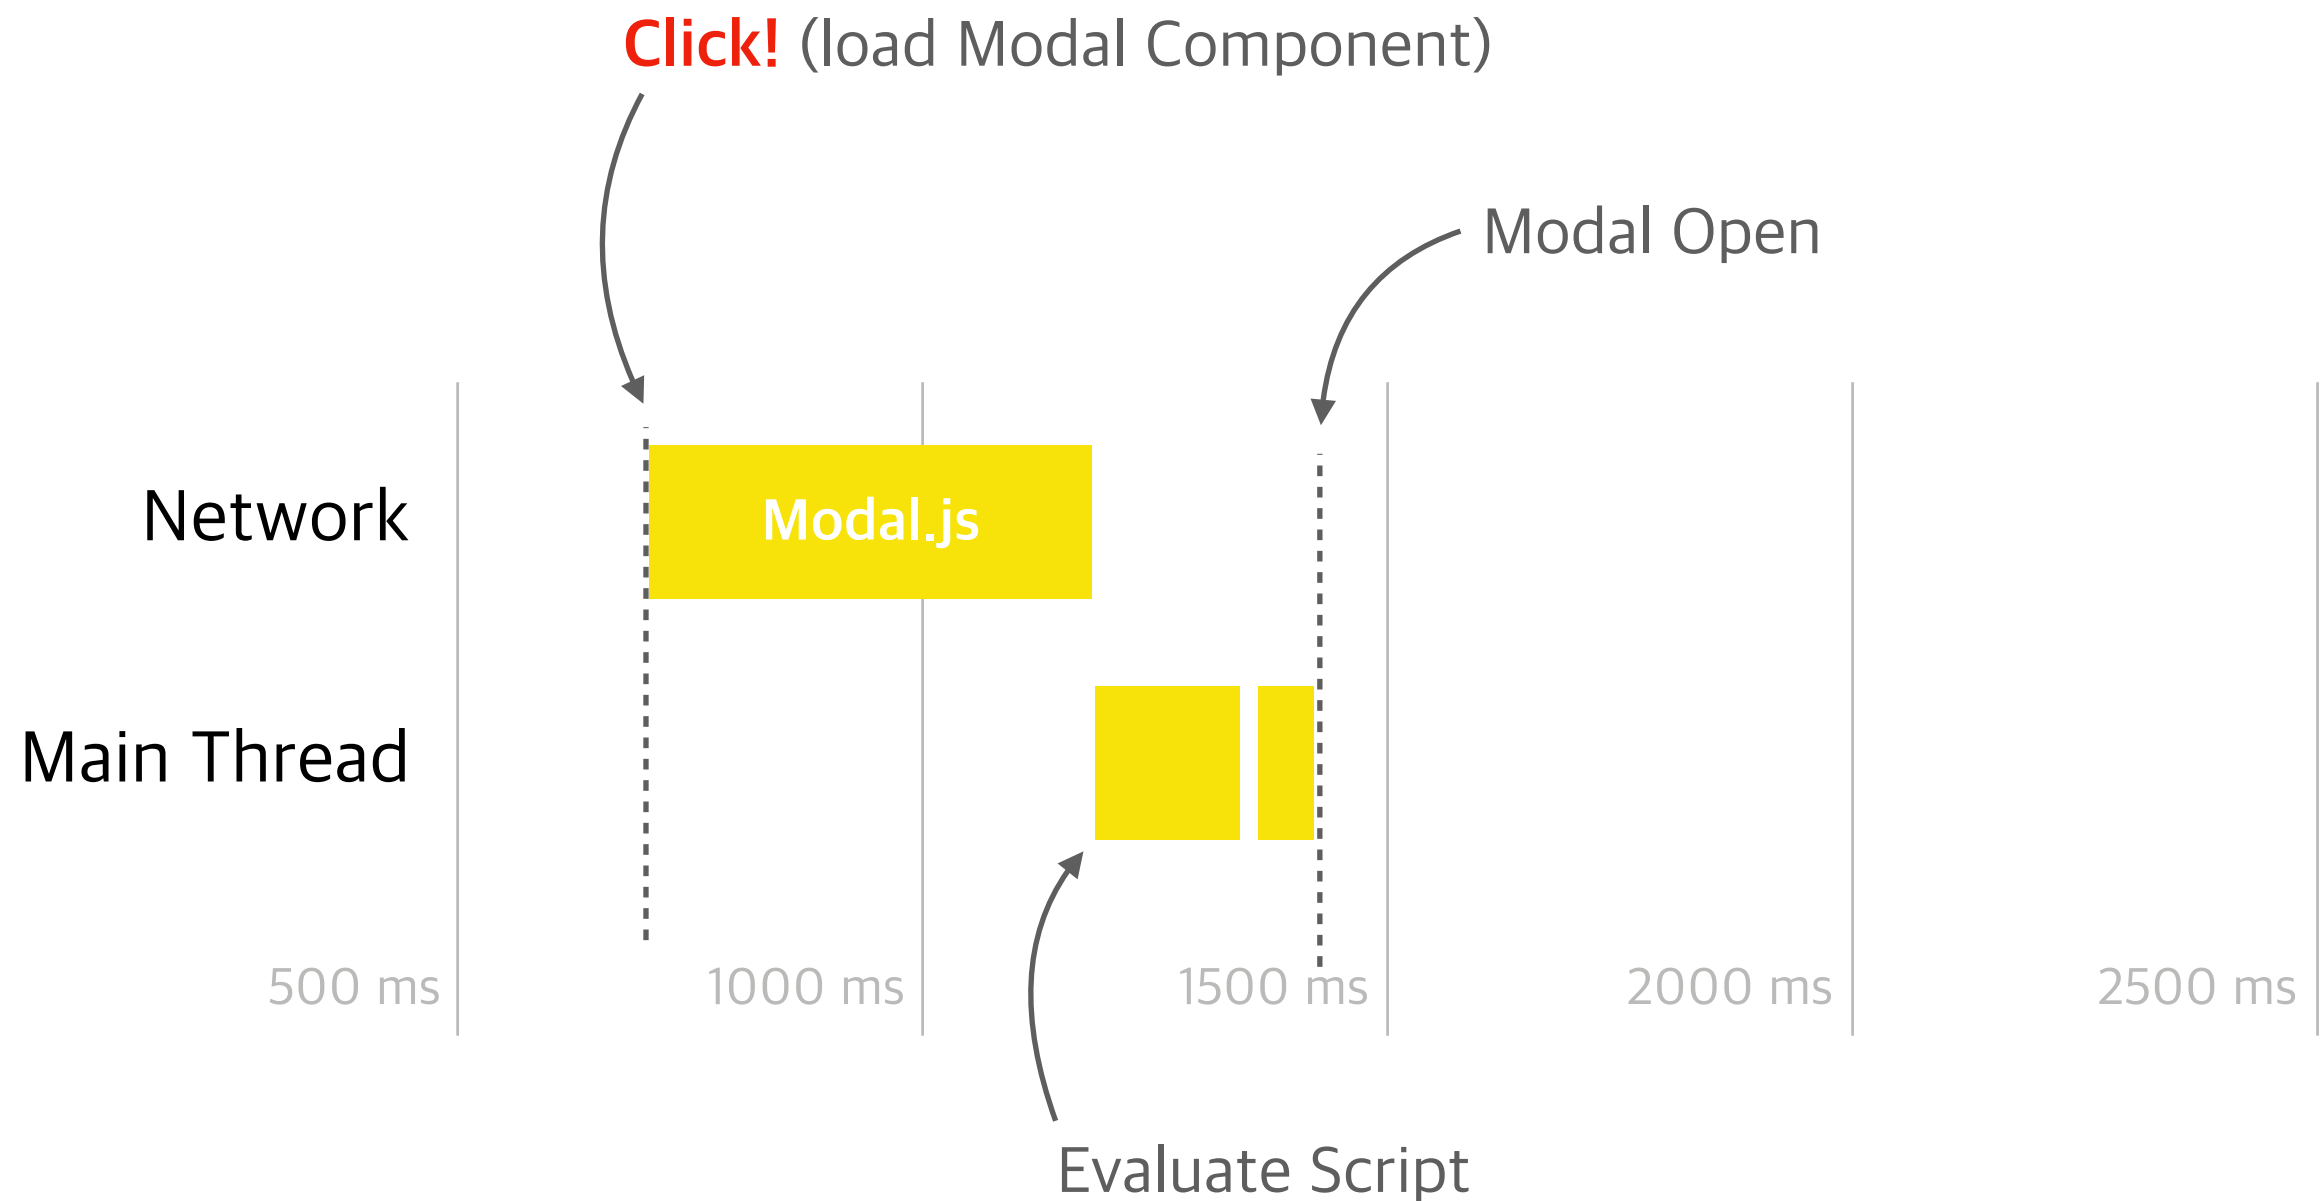 Click! (load Modal Component)
Modal Open
Network
Modal.js
Main Thread
500 ms
1000 ms
1500 ms
2000 ms
2500 ms
Evaluate Script